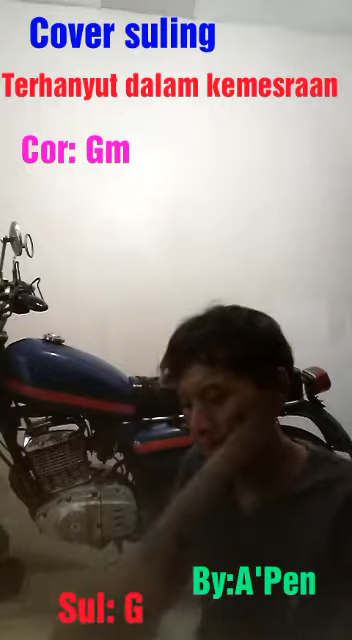 Cover suling
Terhanyut dalam kemesraan
Cor: Gm
By:A'Pen
Sul: G